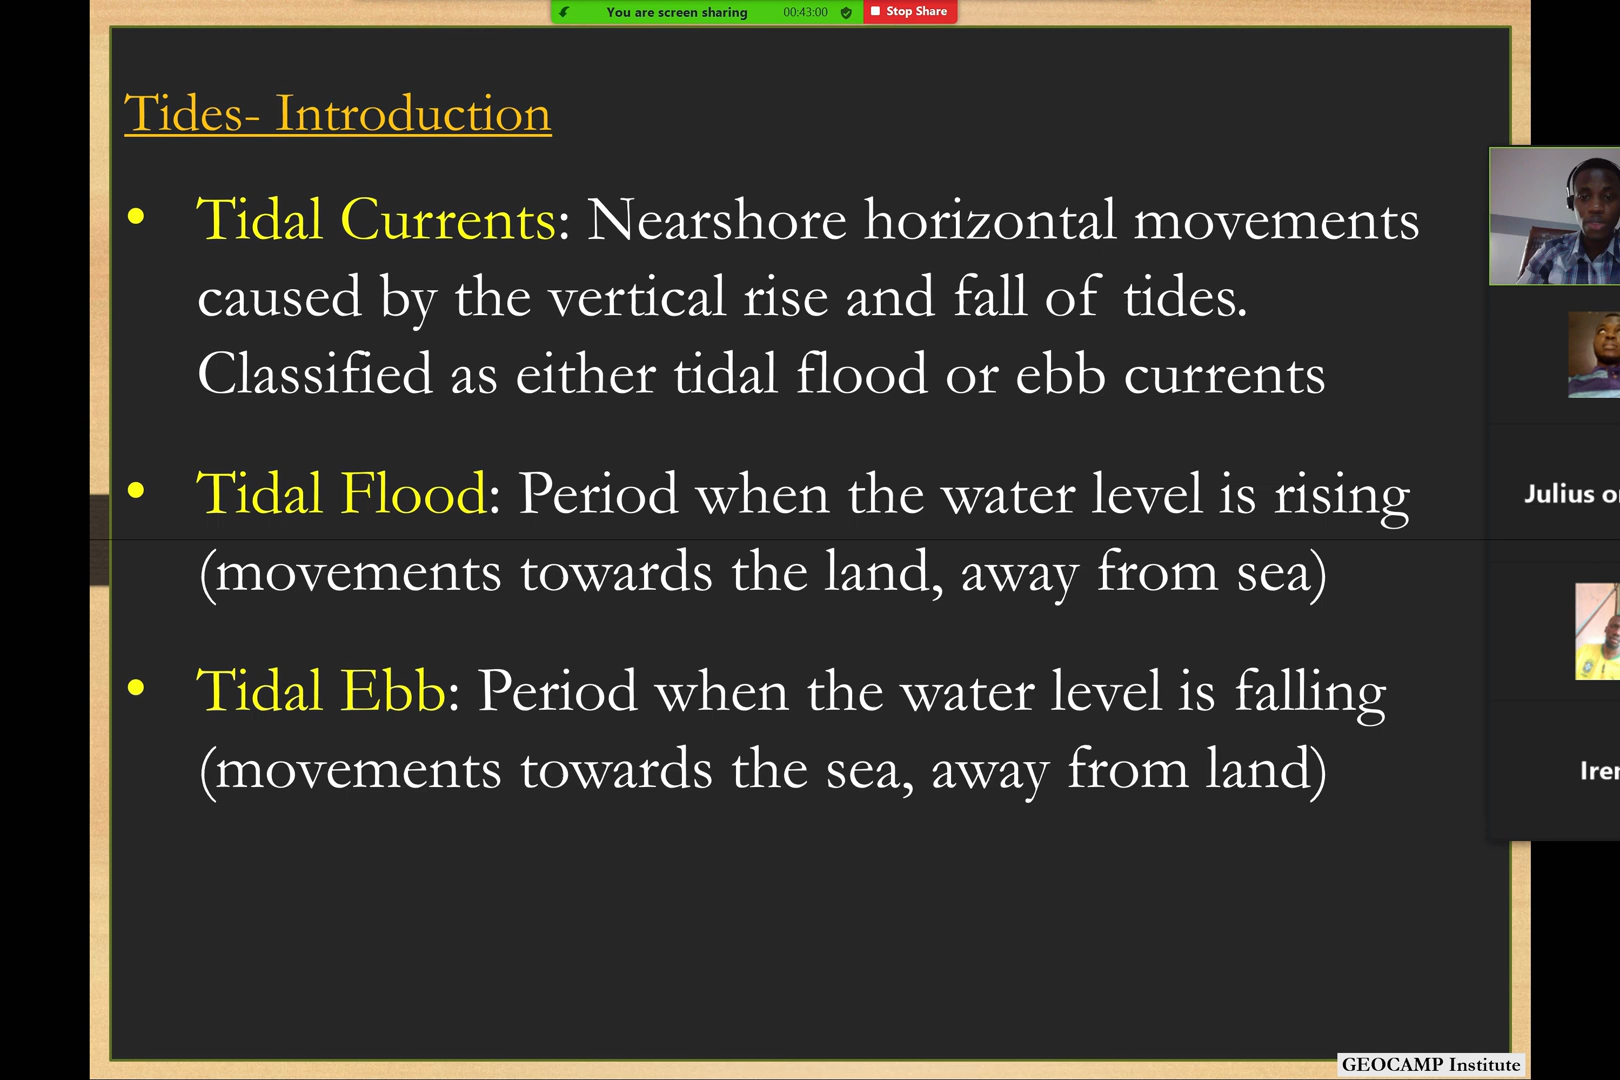 You are screen sharing 00:43:00 Stop Share
Tides- Introduction
• Tidal Currents: Nearshore horizontal movements
caused by the vertical rise and fall of tides.
Classified as either tidal flood or ebb currents
• Tidal Flood: Period when the water level is rising
(movements towards the land, away from sea)
• Tidal Ebb: Period when the water level is falling
(movements towards the sea, away from land)
Julius
GEOCAMP Institute